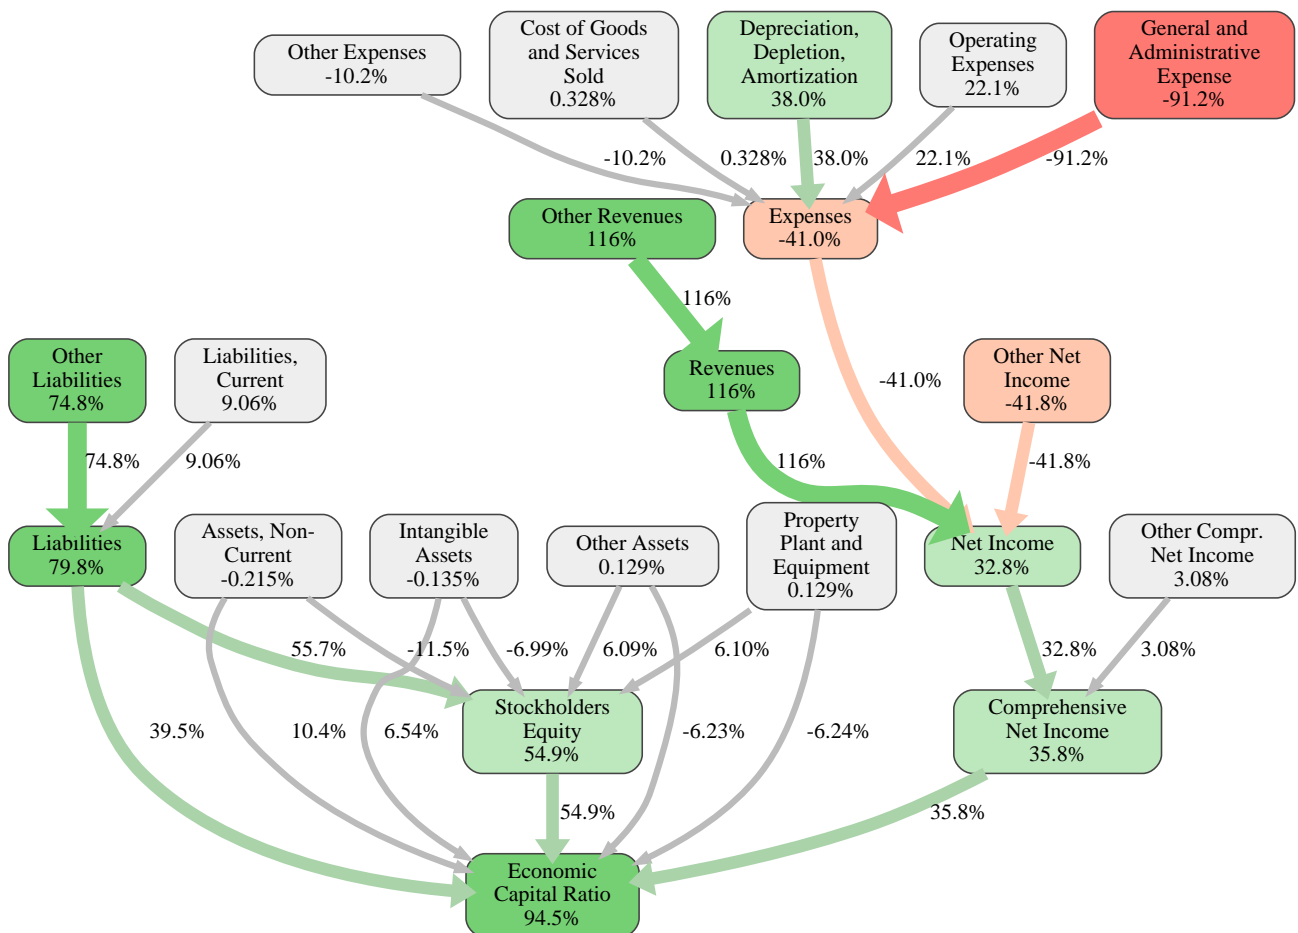 Other Expenses
-10.2%
Cost of Goods
and Services
Sold
0.328%
Depreciation,
Depletion,
Amortization
38.0%
Operating
Expenses
22.1%
General and
Administrative
Expense
-91.2%
-10.2%
0.328%
38.0%
22.1%
-91.2%
Other Revenues
116%
Expenses
-41.0%
116%
Other
Liabilities
74.8%
Liabilities,
Current
9.06%
Revenues
116%
-41.0%
Other Net
Income
-41.8%
74.8%
9.06%
116%
-41.8%
Liabilities
79.8%
Assets, Non-
Current
-0.215%
Intangible
Assets
-0.135%
Other Assets
0.129%
Property
Plant and
Equipment
0.129%
Net Income
32.8%
Other Compr.
Net Income
3.08%
55.7%
-11.5%
-6.99%
6.09%
6.10%
32.8%
3.08%
39.5%
10.4%
6.54%
Stockholders
Equity
54.9%
-6.23%
-6.24%
Comprehensive
Net Income
35.8%
54.9%
35.8%
Economic
Capital Ratio
94.5%